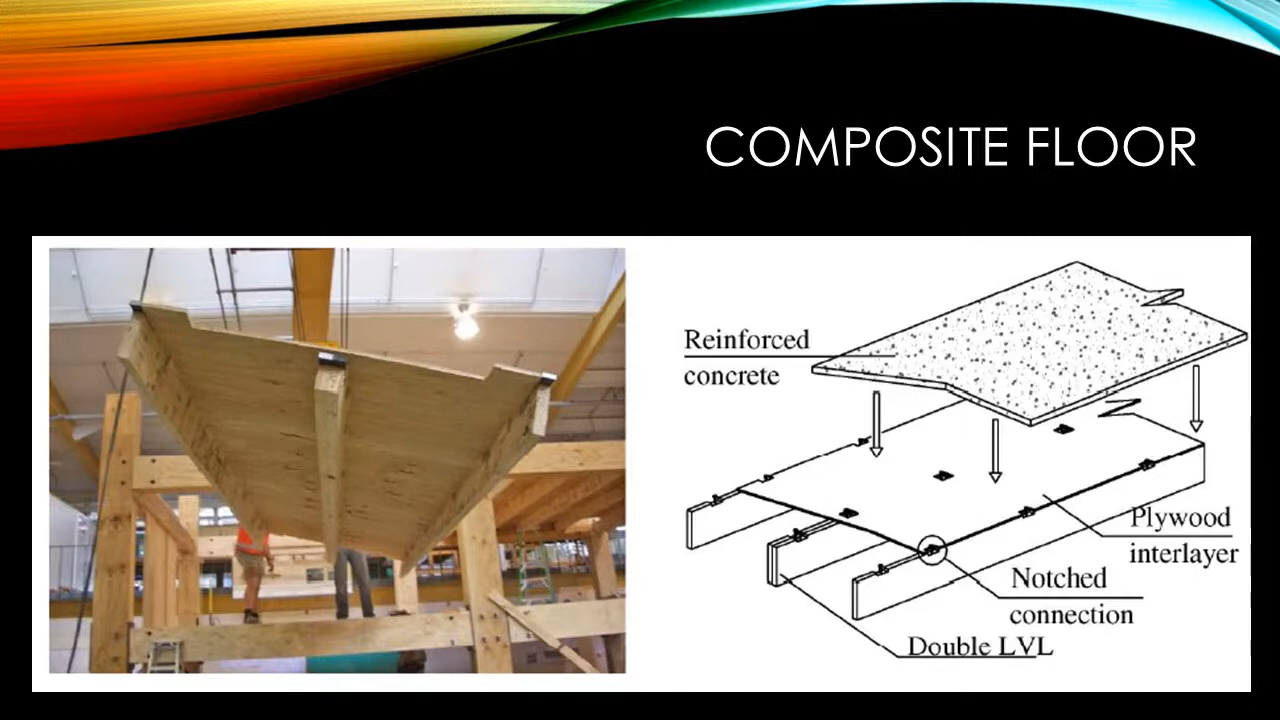 COMPOSITE FLOOR
Reinforced
concrete
Plywood
interlayer
Notched
connection
Double LVL